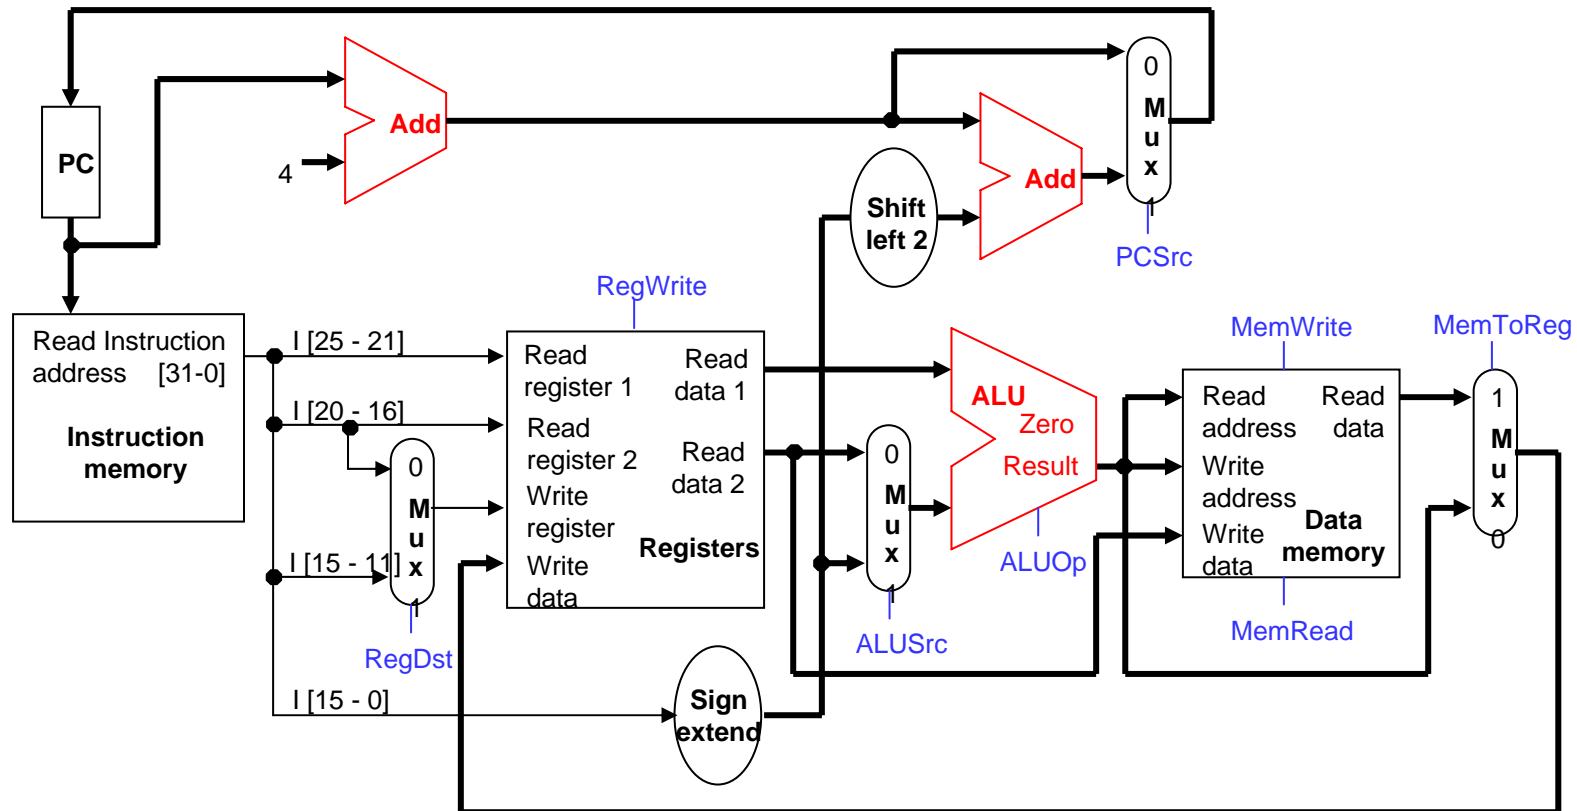 0
M
u
x
1
PCSrc
Add
4
PC
Add
Shift
left 2
RegWrite
MemWrite
MemToReg
Read Instruction
address [31-0]
Instruction
memory
I [25 - 21]
I [20 - 16]
I [15 - 11]
I [15 - 0]
0
M
u
x
1
RegDst
Read
register 1
Read
register 2
Write
register
Write
data
Read
data 1
Read
data 2
Registers
0
M
u
x
1
ALUSrc
ALU
Zero
Result
ALUOp
Read
address
Write
address
Write
data
Read
data
Data
memory
MemRead
1
M
u
x
0
Sign
extend